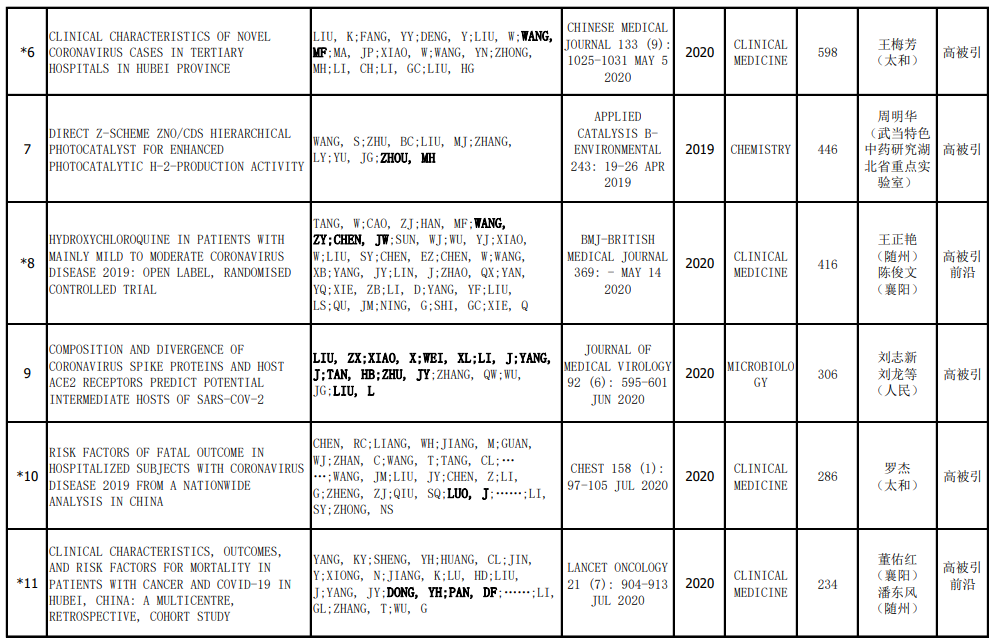 *6
CLINICAL CHARACTERISTICS OF NOVEL
CORONAVIRUS CASES IN TERTIARY
HOSPITALS IN HUBEI PROVINCE
LIU, K;FANG, YY;DENG, Y;LIU, W;WANG,
MF;MA, JP;XIAO, W;WANG, YN;ZHONG,
MH;LI, CH;LI, GC;LIU, HG
CHINESE MEDICAL
JOURNAL 133 (9):
1025-1031 MAY 5
2020
2020
CLINICAL
MEDICINE
598
王梅芳
（太和）
高被引
7
DIRECT Z-SCHEME ZNO/CDS HIERARCHICAL
PHOTOCATALYST FOR ENHANCED
PHOTOCATALYTIC H-2-PRODUCTION ACTIVITY
WANG, S;ZHU, BC;LIU, MJ;ZHANG,
LY;YU, JG;ZHOU, MH
APPLIED
CATALYSIS B-
ENVIRONMENTAL
243: 19-26 APR
2019
2019
CHEMISTRY
446
周明华
（武当特色
中药研究湖
北省重点实
验室）
高被引
*8
HYDROXYCHLOROQUINE IN PATIENTS WITH
MAINLY MILD TO MODERATE CORONAVIRUS
DISEASE 2019: OPEN LABEL, RANDOMISED
CONTROLLED TRIAL
TANG, W;CAO, ZJ;HAN, MF;WANG,
ZY;CHEN, JW;SUN, WJ;WU, YJ;XIAO,
W;LIU, SY;CHEN, EZ;CHEN, W;WANG,
XB;YANG, JY;LIN, J;ZHAO, QX;YAN,
YQ;XIE, ZB;LI, D;YANG, YF;LIU,
LS;QU, JM;NING, G;SHI, GC;XIE, Q
BMJ-BRITISH
MEDICAL JOURNAL
369: - MAY 14
2020
2020
CLINICAL
MEDICINE
416
王正艳
（随州）
陈俊文
（襄阳）
高被引
前沿
9
COMPOSITION AND DIVERGENCE OF
CORONAVIRUS SPIKE PROTEINS AND HOST
ACE2 RECEPTORS PREDICT POTENTIAL
INTERMEDIATE HOSTS OF SARS-COV-2
LIU, ZX;XIAO, X;WEI, XL;LI, J;YANG,
J;TAN, HB;ZHU, JY;ZHANG, QW;WU,
JG;LIU, L
JOURNAL OF
MEDICAL VIROLOGY
92 (6): 595-601
JUN 2020
2020
MICROBIOLO
GY
306
刘志新
刘龙等
（人民）
高被引
*10
RISK FACTORS OF FATAL OUTCOME IN
HOSPITALIZED SUBJECTS WITH CORONAVIRUS
DISEASE 2019 FROM A NATIONWIDE
ANALYSIS IN CHINA
CHEN, RC;LIANG, WH;JIANG, M;GUAN,
WJ;ZHAN, C;WANG, T;TANG, CL;…
…;WANG, JM;LIU, JY;CHEN, Z;LI,
G;ZHENG, ZJ;QIU, SQ;LUO, J;……;LI,
SY;ZHONG, NS
CHEST 158 (1):
97-105 JUL 2020
2020
CLINICAL
MEDICINE
286
罗杰
（太和）
高被引
*11
CLINICAL CHARACTERISTICS, OUTCOMES,
AND RISK FACTORS FOR MORTALITY IN
PATIENTS WITH CANCER AND COVID-19 IN
HUBEI, CHINA: A MULTICENTRE,
RETROSPECTIVE, COHORT STUDY
YANG, KY;SHENG, YH;HUANG, CL;JIN,
Y;XIONG, N;JIANG, K;LU, HD;LIU,
J;YANG, JY;DONG, YH;PAN, DF;……;LI,
GL;ZHANG, T;WU, G
LANCET ONCOLOGY
21 (7): 904-913
JUL 2020
2020
CLINICAL
MEDICINE
234
董佑红
（襄阳）
潘东风
（随州）
高被引
前沿